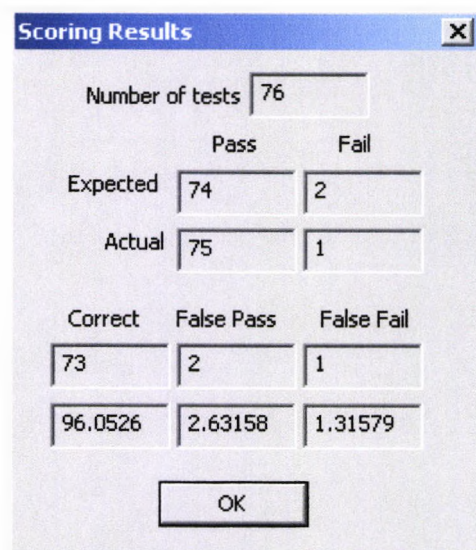 Scoring Results
Number of tests 76
Pass Fail
Expected 74 2
Actual 75 1
Correct False Pass False Fail
73 2 1
96.0526 2.63158 1.31579
OK